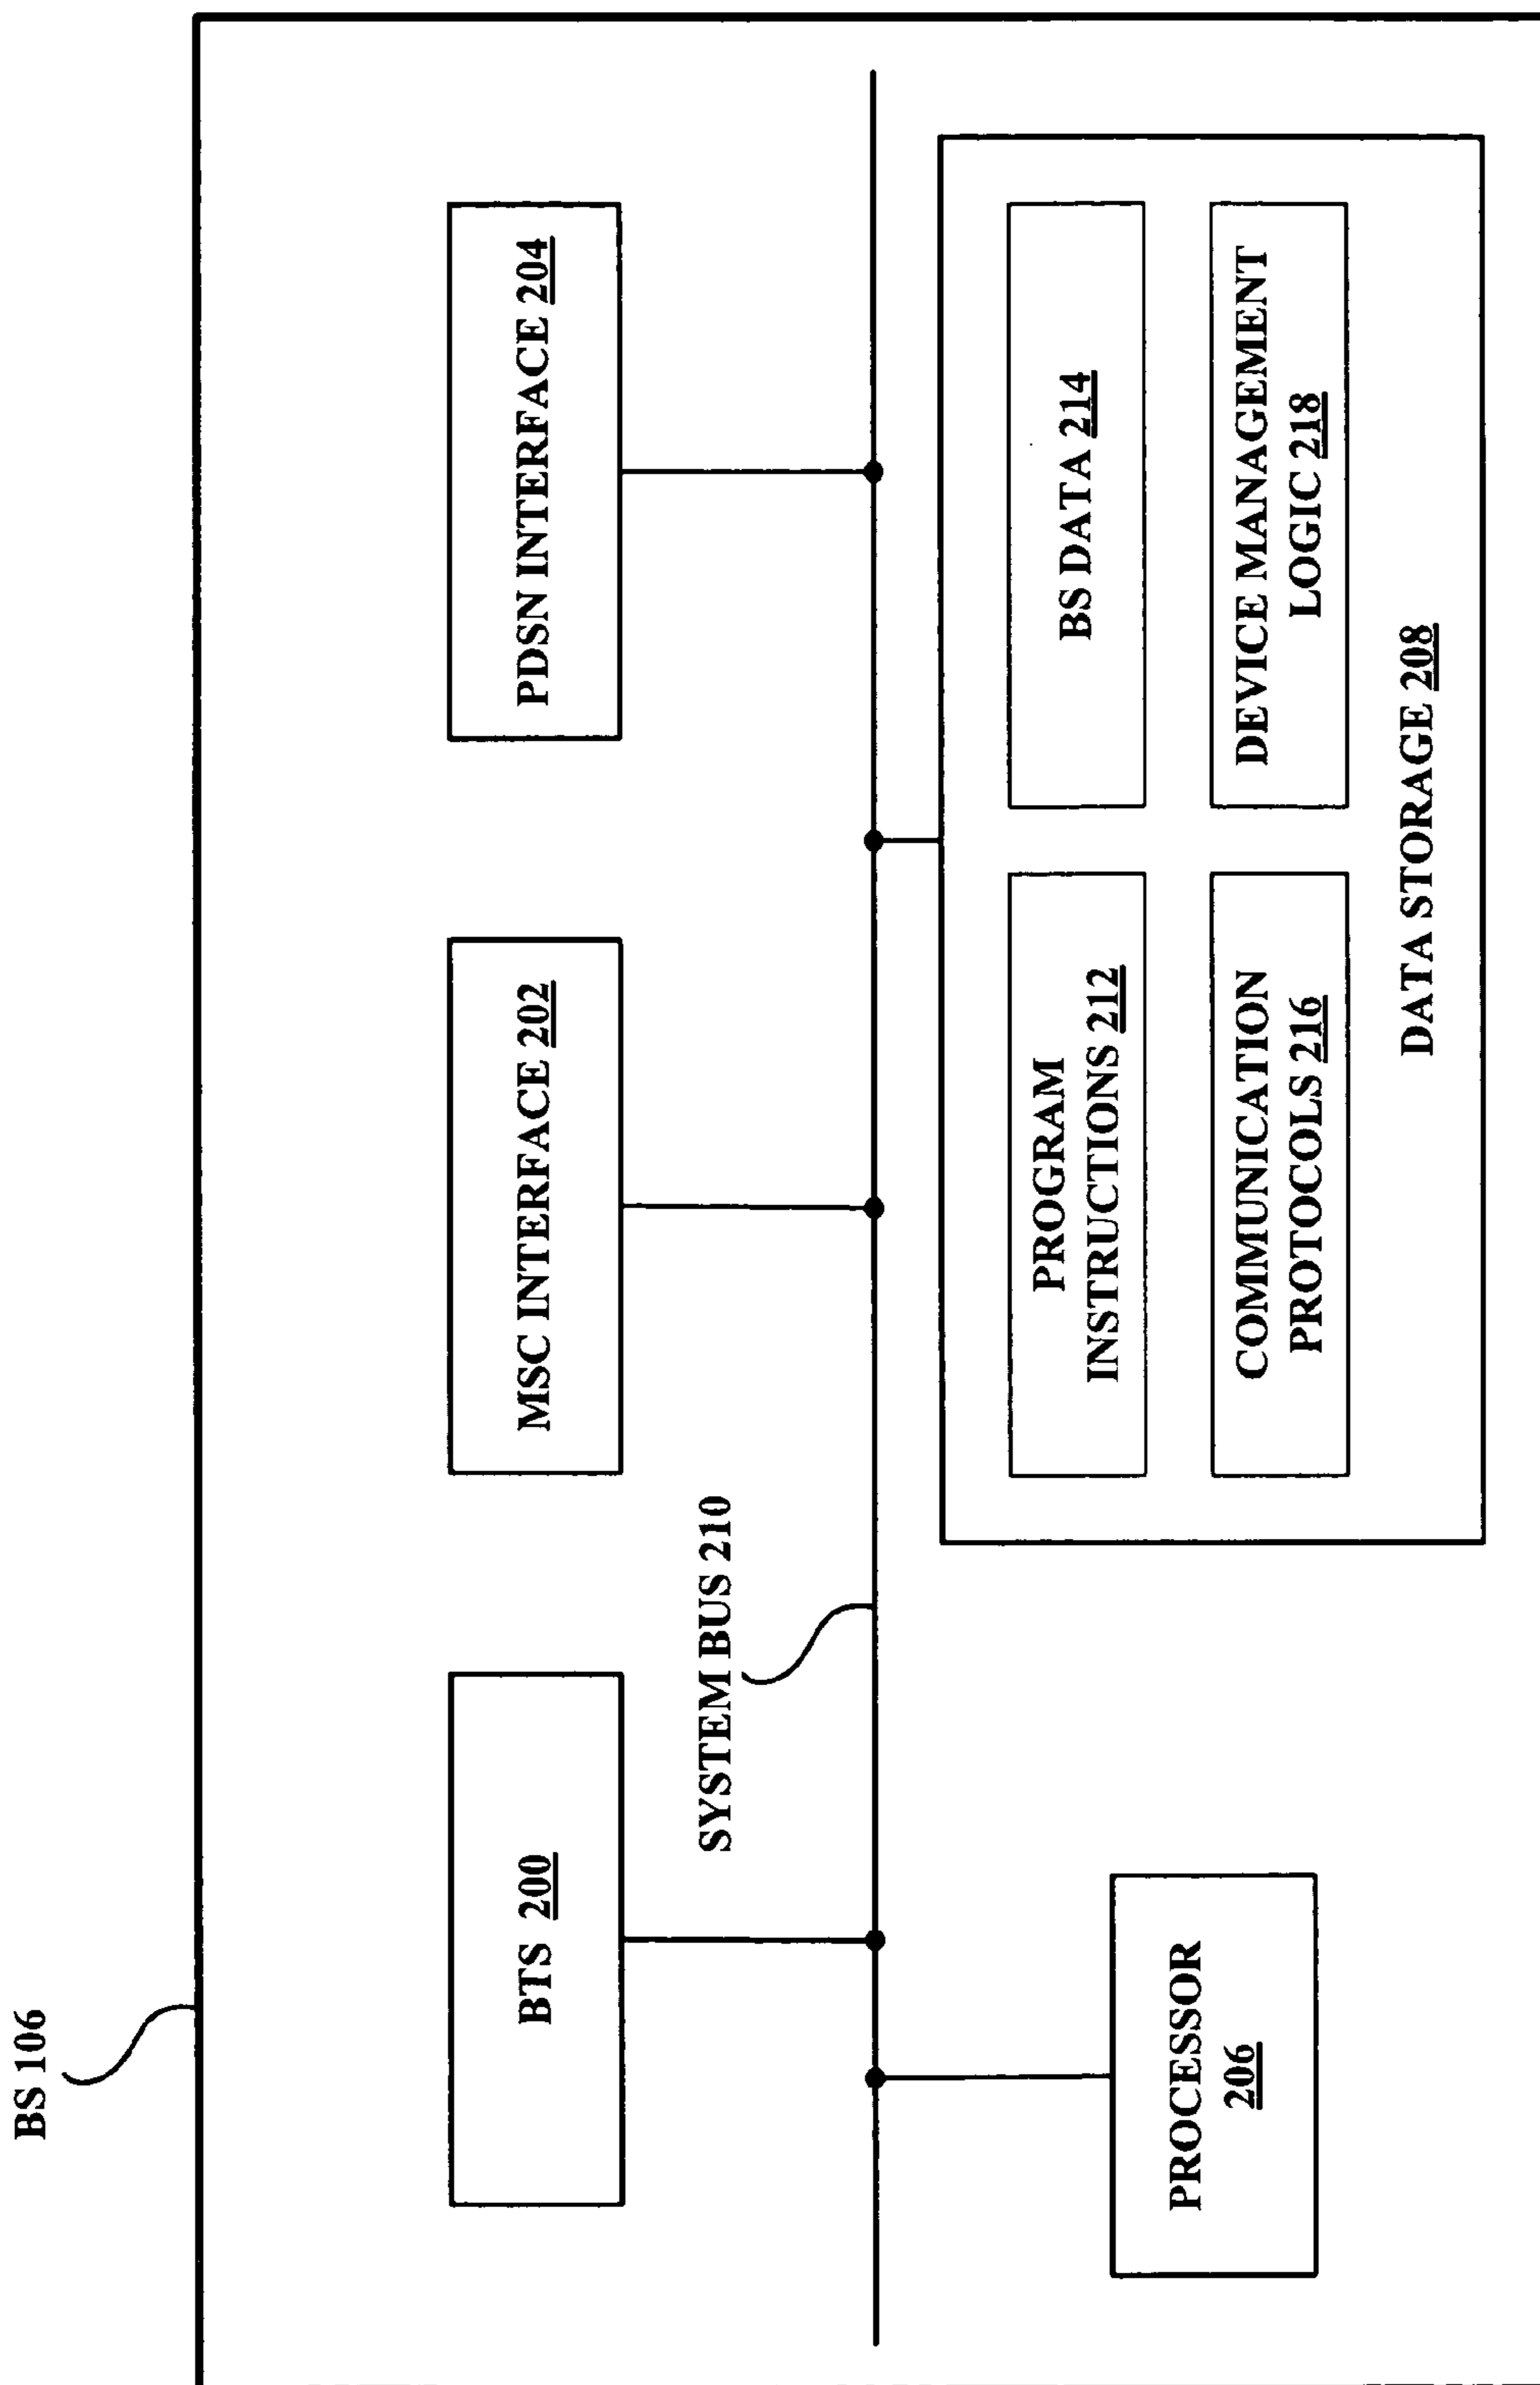 BS 106
BTS 200
MSC INTERFACE 202
PDSN INTERFACE 204
SYSTEM BUS 210
PROCESSOR
206
PROGRAM
INSTRUCTIONS 212
BS DATA 214
COMMUNICATION
PROTOCOLS 216
DEVICE MANAGEMENT
LOGIC 218
DATA STORAGE 208